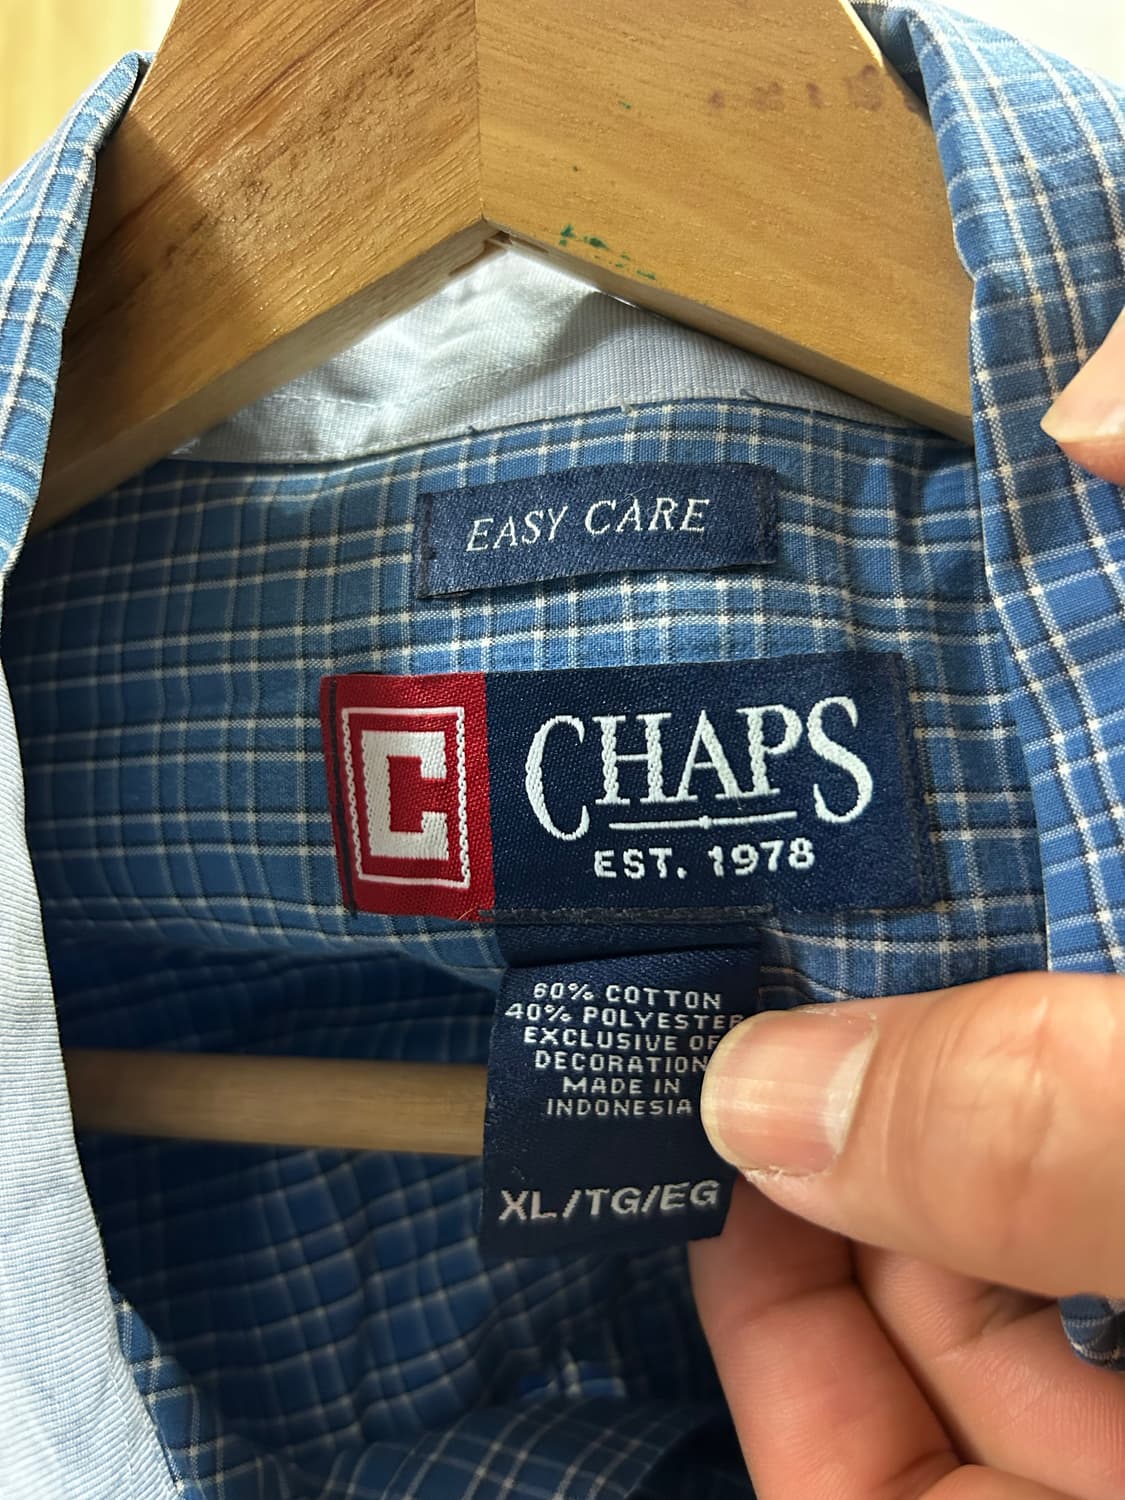 EASY CARE
C CHAPS
EST. 1978
60% COTTON
40% POLYESTER
EXCLUSIVE OF
DECORATION
MADE IN
INDONESIA
XL/TG/EG